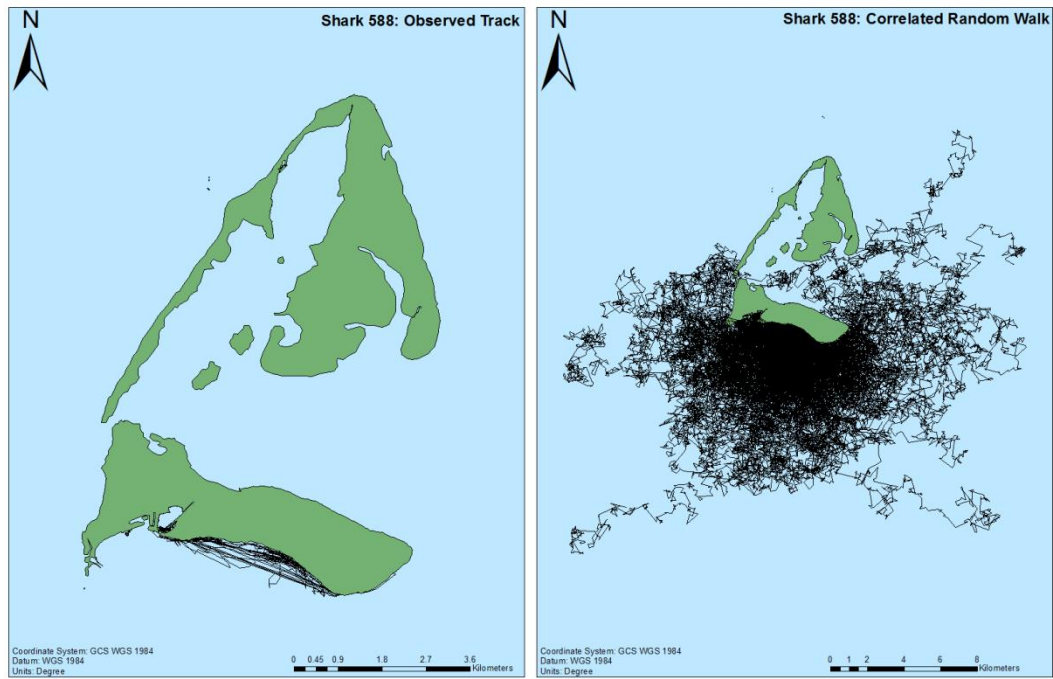 N
Shark 588: Observed Track
Coordinate System: GCS WGS 1984
Datum: WGS 1984
Units: Degree
0 0.45 0.9 1.8 2.7 3.6
Kilometers
N
Shark 588: Correlated Random Walk
Coordinate System: GCS WGS 1984
Datum: WGS 1984
Units: Degree
0 1 2 4 6 8
Kilometers